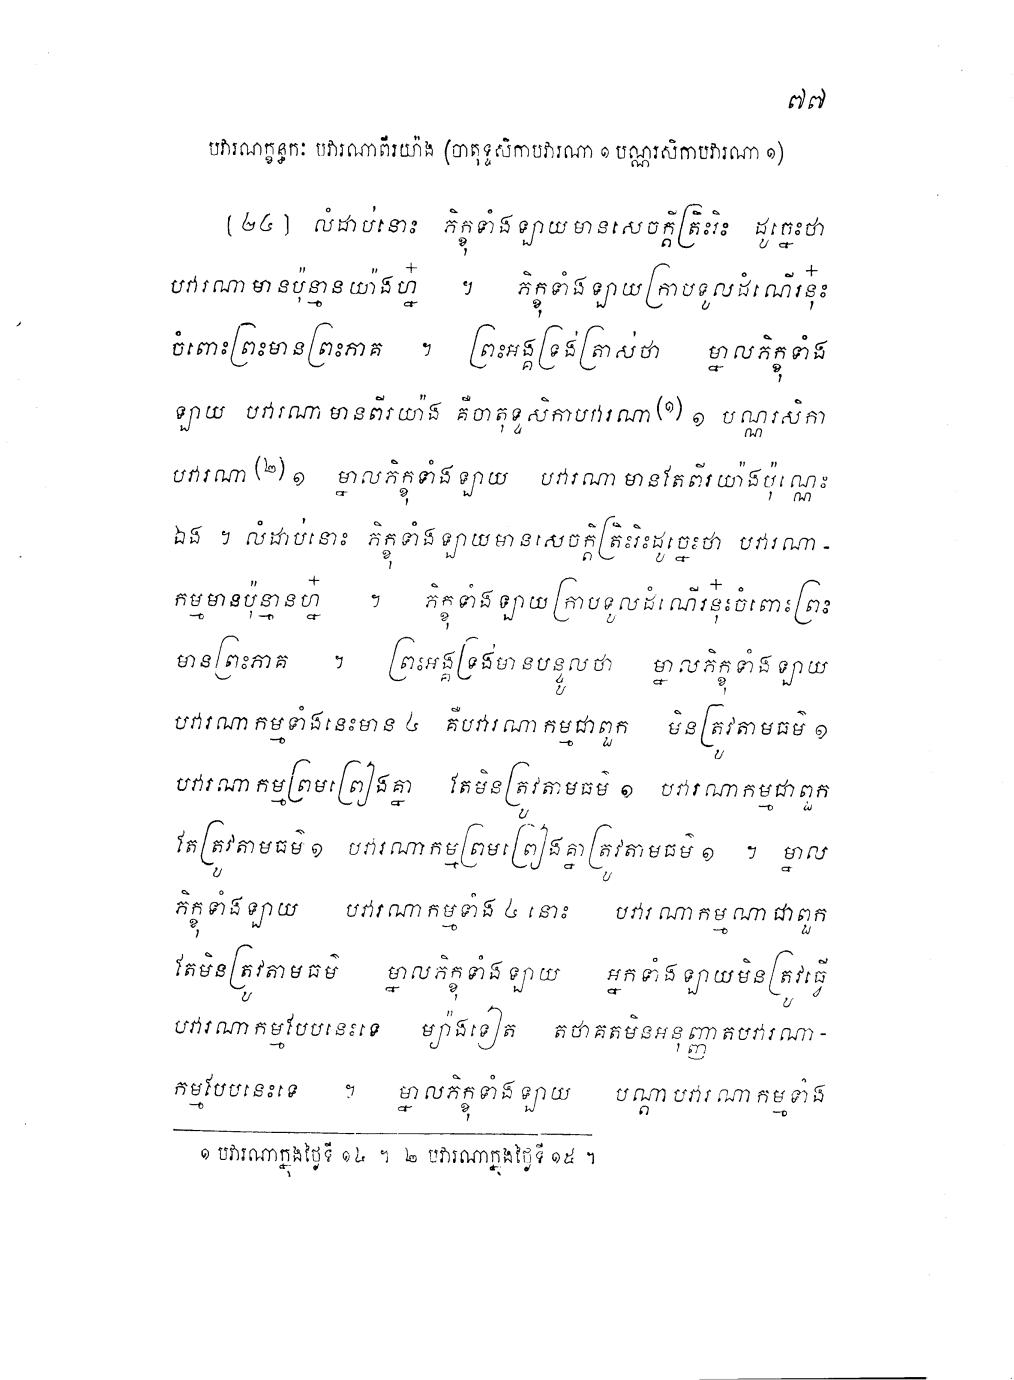 ៧៧
បវារណក្ខន្ធកៈ បវារណាពីរយ៉ាង (ចាតុទ្ទសិកាបវារណា ១ បណ្ណរសិកាបវារណា ១)
[២៤] លំដាប់នោះ ភិក្ខុទាំងឡាយមានសេចក្តីត្រិះរិះ ដូច្នេះថា
បវារណាមានប៉ុន្មានយ៉ាងហ្ន៎ ។ ភិក្ខុទាំងឡាយក្រាបទូលដំណើរនុ៎ះ
ចំពោះព្រះមានព្រះភាគ ។ ព្រះអង្គទ្រង់ត្រាស់ថា ម្នាលភិក្ខុទាំង
ឡាយ បវារណាមានពីរយ៉ាង គឺចាតុទ្ទសិកាបវារណា(១) ១ បណ្ណរសិកា
បវារណា(២) ១ ម្នាលភិក្ខុទាំងឡាយ បវារណាមានតែពីរយ៉ាងប៉ុណ្ណេះ
ឯង ។ លំដាប់នោះ ភិក្ខុទាំងឡាយមានសេចក្តិត្រិះរិះដូច្នេះថា បវារណា-
កម្មមានប៉ុន្មានហ្ន៎ ។ ភិក្ខុទាំងឡាយក្រាបទូលដំណើរនុ៎ះចំពោះព្រះ
មានព្រះភាគ ។ ព្រះអង្គទ្រង់មានបន្ទូលថា ម្នាលភិក្ខុទាំងឡាយ
បវារណាកម្មទាំងនេះមាន ៤ គឺបវារណាកម្មជាពួក មិនត្រូវតាមធម៌ ១
បវារណាកម្មព្រមព្រៀងគ្នា តែមិនត្រូវតាមធម៌ ១ បវារណាកម្មជាពួក
តែត្រូវតាមធម៌ ១ បវារណាកម្មព្រមព្រៀងគ្នាត្រូវតាមធម៌ ១ ។ ម្នាល
ភិក្ខុទាំងឡាយ បវារណាកម្មទាំង ៤ នោះ បវារណាកម្មណាជាពួក
តែមិនត្រូវតាមធម៌ ម្នាលភិក្ខុទាំងឡាយ អ្នកទាំងឡាយមិនត្រូវធ្វើ
បវារណាកម្មបែបនេះទេ ម្យ៉ាងទៀត តថាគតមិនអនុញ្ញាតបវារណា-
កម្មបែបនេះទេ ។ ម្នាលភិក្ខុទាំងឡាយ បណ្តាបវារណាកម្មទាំង
១ បវារណាក្នុងថ្ងៃទី ១៤ ។ ២ បវារណាក្នុងថ្ងៃទី ១៥ ។